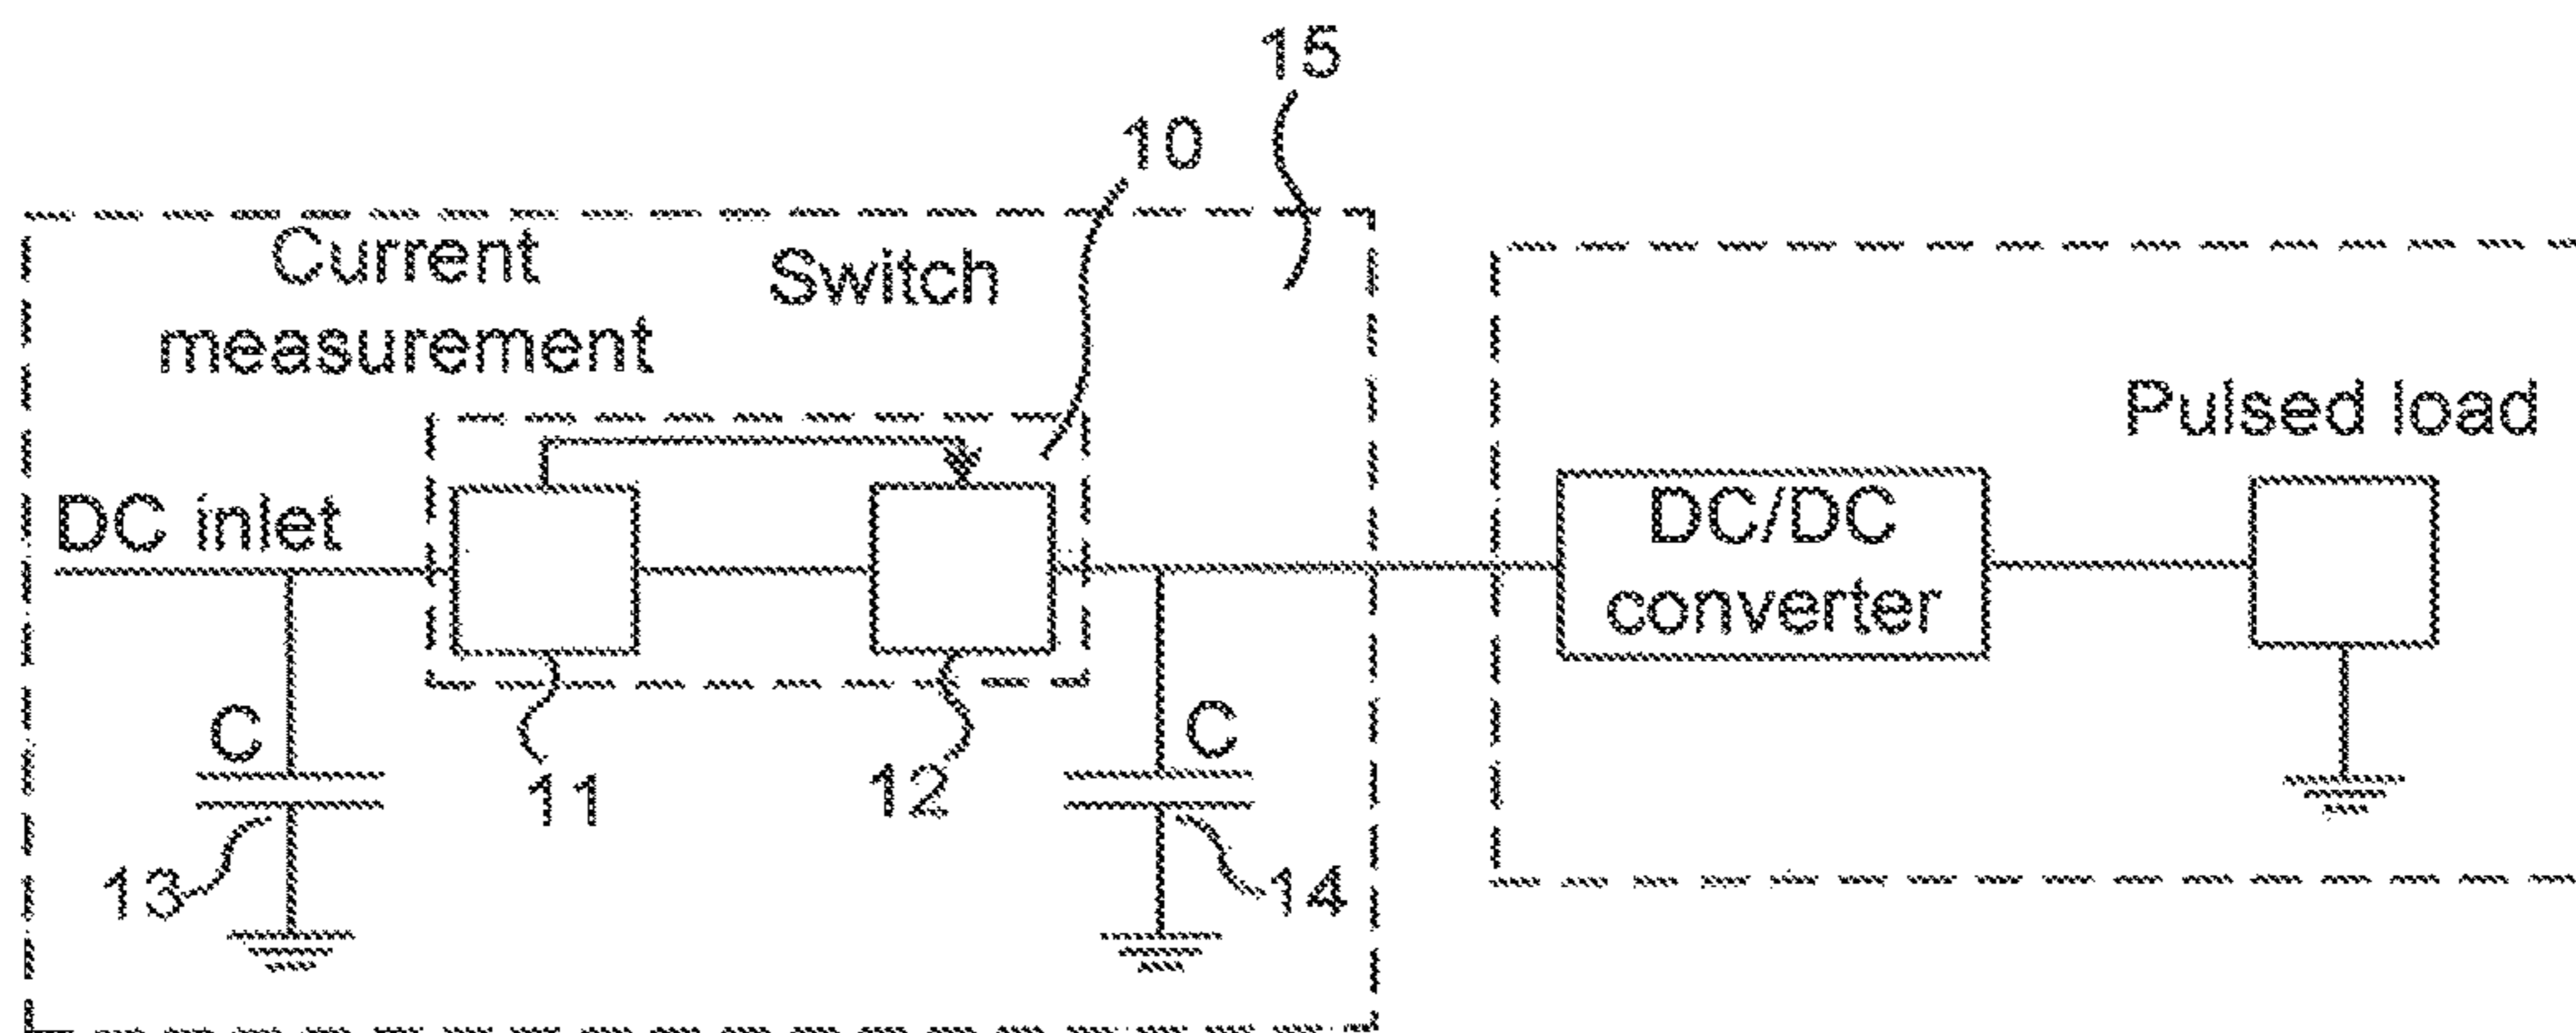 15
10
Current
measurement
Switch
Pulsed load
DC inlet
DC/DC
converter
C
C
11
12
13
14